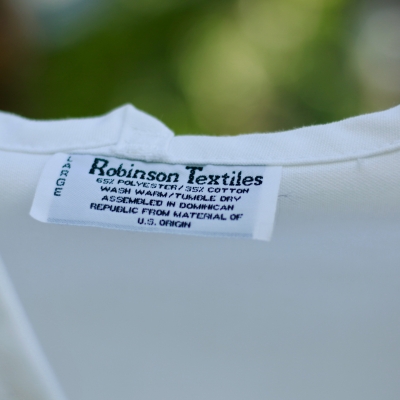 LARGE
Robinson Textiles
65% POLYESTER/35% COTTON
WASH WARM/TUMBLE DRY
ASSEMBLED IN DOMINICAN
REPUBLIC FROM MATERIAL OF
U.S. ORIGIN